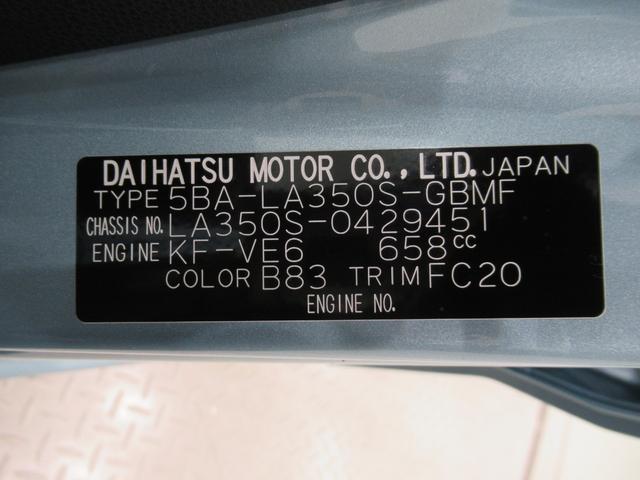 DAIHATSU MOTOR CO., LTD. JAPAN
TYPE 5BA-LA350S-GBMF
CHASSIS NO. LA350S-0429451
ENGINE KF-VE6 658cc
COLOR B83 TRIM FC20
ENGINE NO.